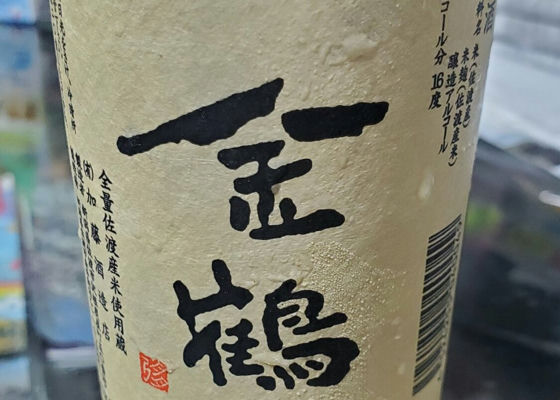 米(佐渡産)
米麹(佐渡産米)
醸造アルコール
コール分 16度
金鶴
全量佐渡産米使用蔵
(有)加藤酒造店